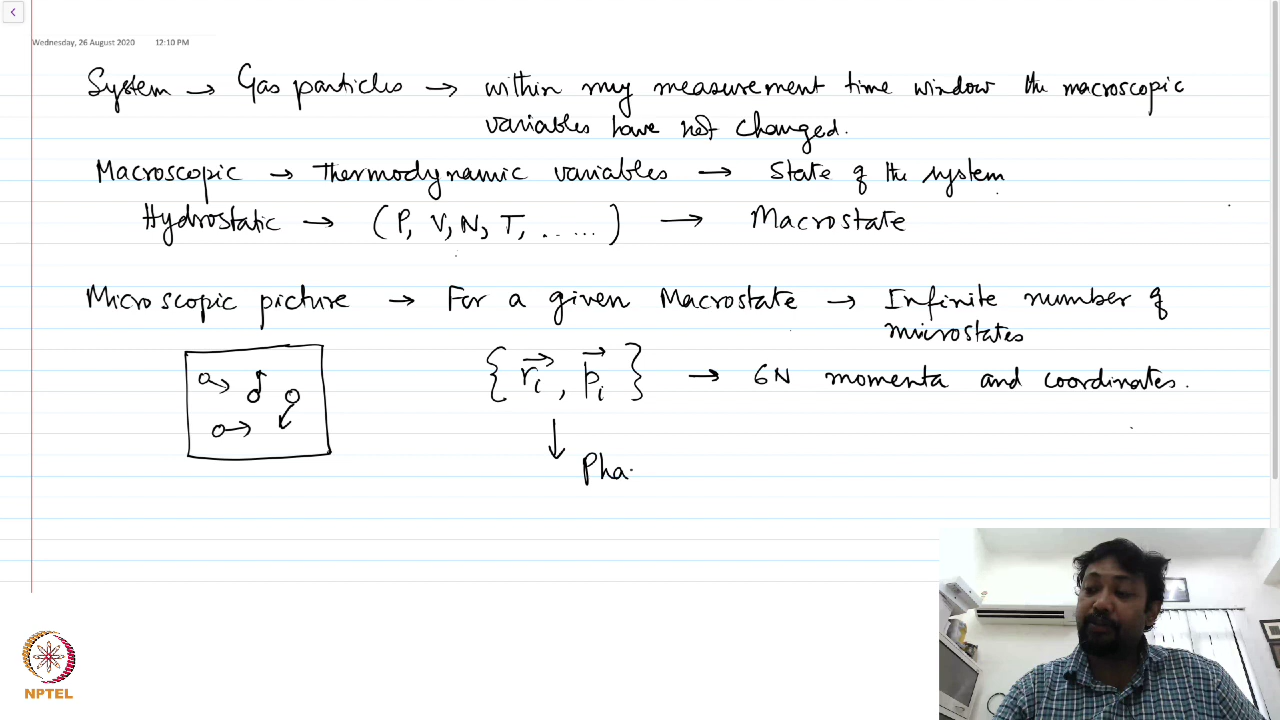 Wednesday, 26 August 2020 12:10 PM
System → Gas particles → within my measurement time window the macroscopic
variables have not changed.
Macroscopic → Thermodynamic variables → State of the system
Hydrostatic → (P, V, N, T, ......) → Macrostate
Microscopic picture → For a given Macrostate → Infinite number of
microstates
{ r⃗ᵢ, p⃗ᵢ } → 6N momenta and coordinates.
↓
Pha
NPTEL